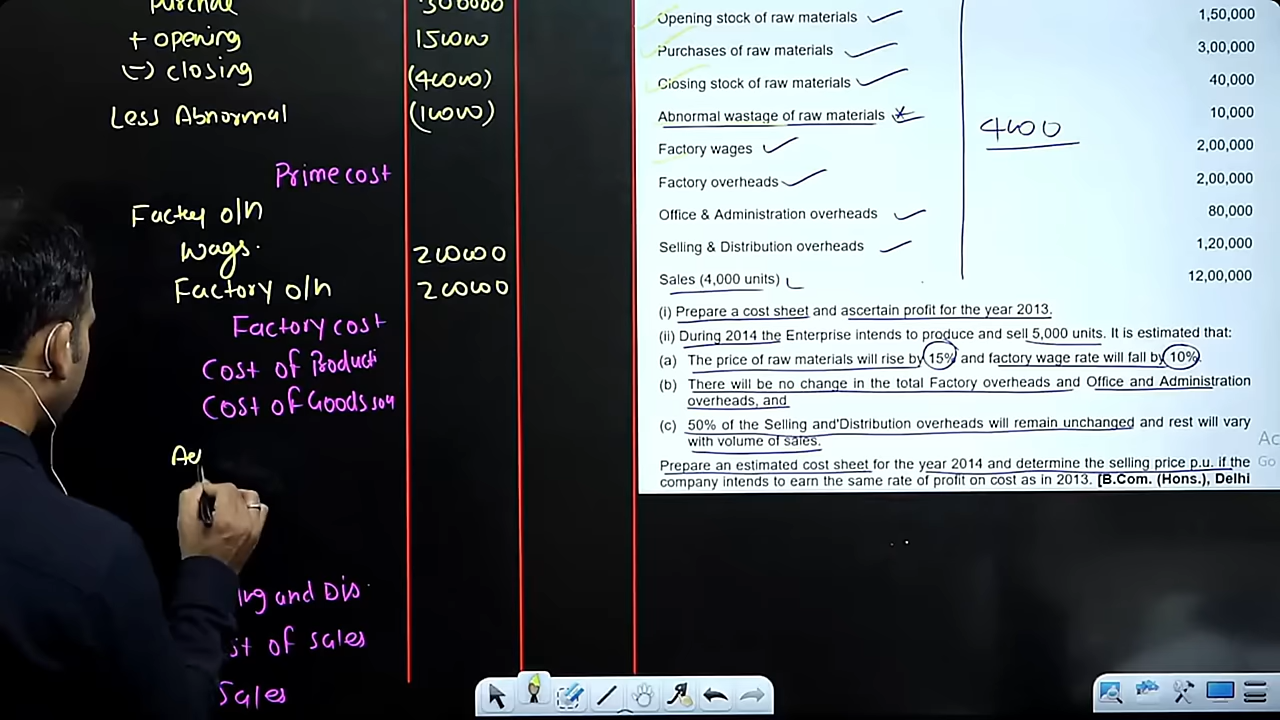 Purchase 300000
+ opening 150000
(-) closing (40000)
Less Abnormal (10000)
Prime cost
Factory o/h
Wags. 200000
Factory o/h 200000
Factory cost
Cost of Producti
Cost of Goods sold
Ad
ing and Dis.
st of sales
Sales
Opening stock of raw materials 1,50,000
Purchases of raw materials 3,00,000
Closing stock of raw materials 40,000
Abnormal wastage of raw materials 10,000
4000
Factory wages 2,00,000
Factory overheads 2,00,000
Office & Administration overheads 80,000
Selling & Distribution overheads 1,20,000
Sales (4,000 units) 12,00,000
(i) Prepare a cost sheet and ascertain profit for the year 2013.
(ii) During 2014 the Enterprise intends to produce and sell 5,000 units. It is estimated that:
(a) The price of raw materials will rise by 15% and factory wage rate will fall by 10%.
(b) There will be no change in the total Factory overheads and Office and Administration
overheads, and
(c) 50% of the Selling and'Distribution overheads will remain unchanged and rest will vary
with volume of sales.
Prepare an estimated cost sheet for the year 2014 and determine the selling price p.u. if the
company intends to earn the same rate of profit on cost as in 2013. [B.Com. (Hons.), Delhi
Ac
Go